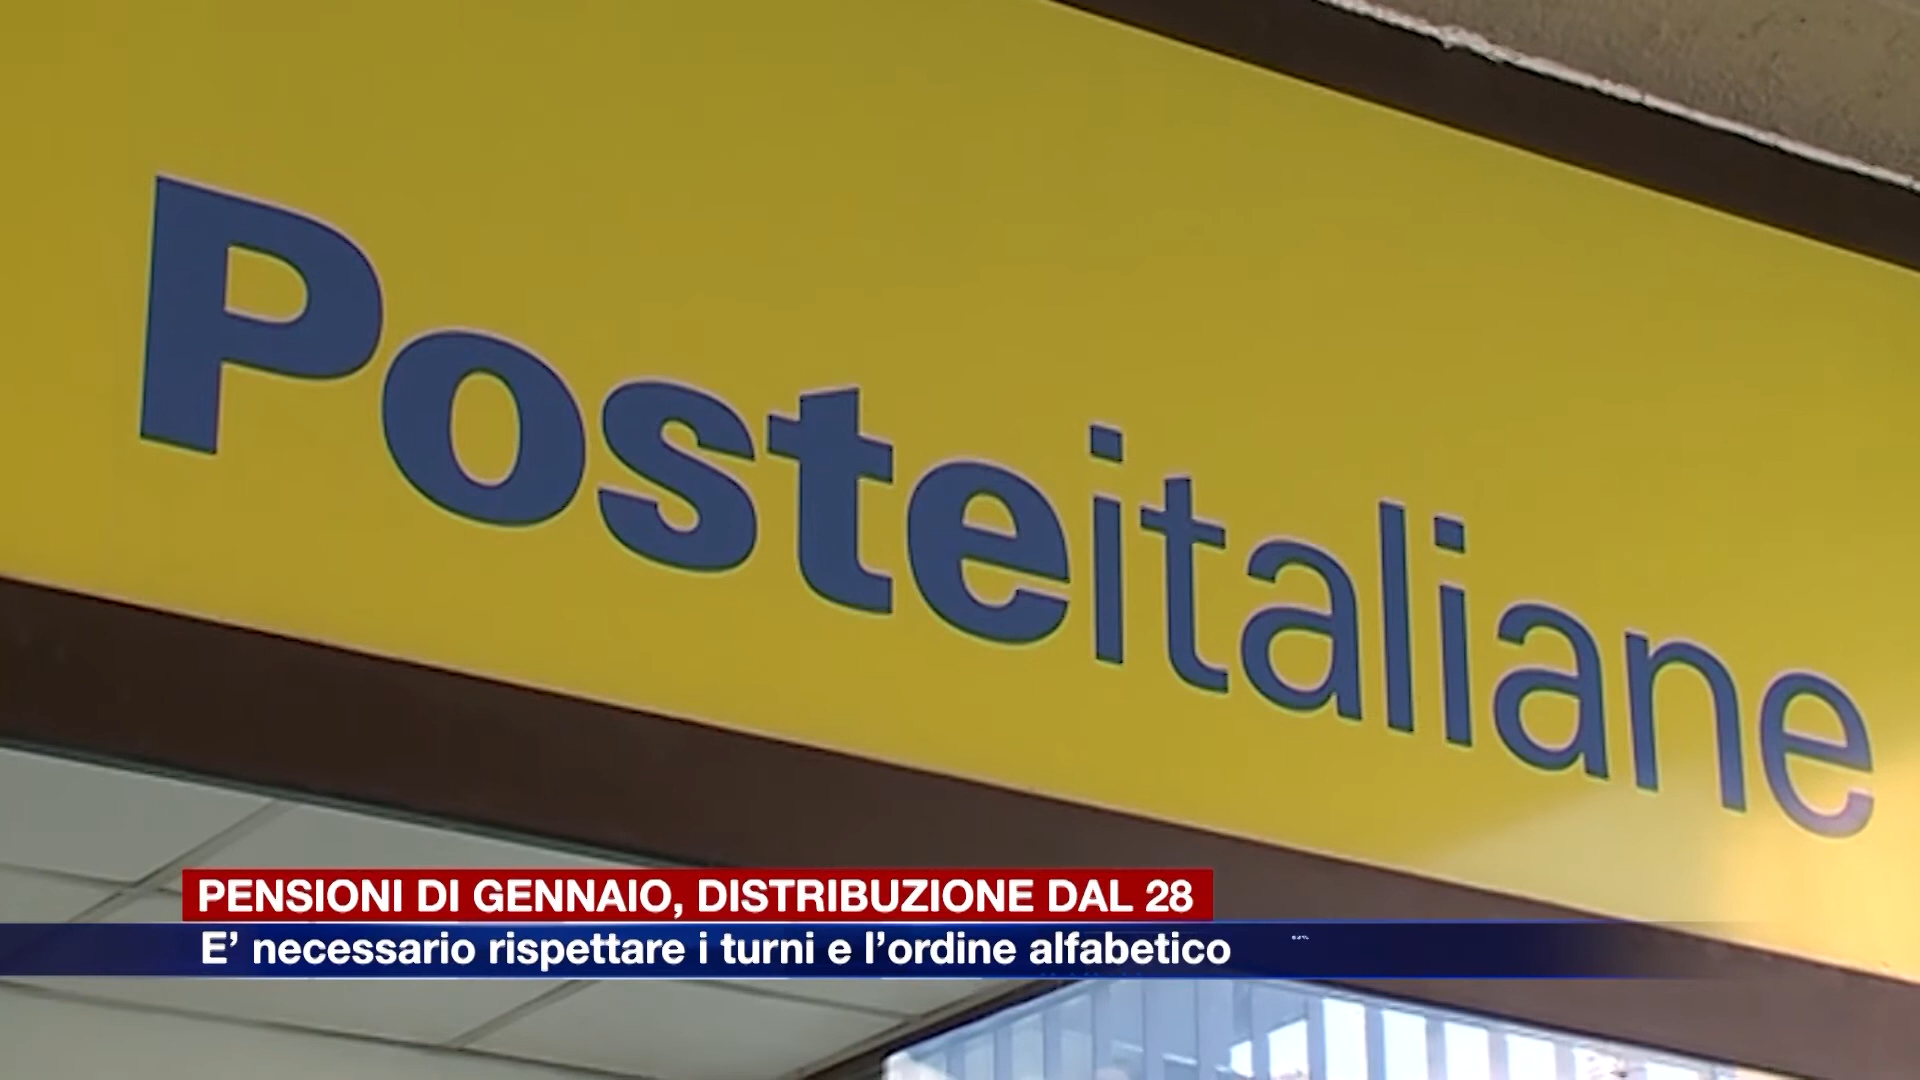 Posteitaliane
PENSIONI DI GENNAIO, DISTRIBUZIONE DAL 28
E’ necessario rispettare i turni e l’ordine alfabetico